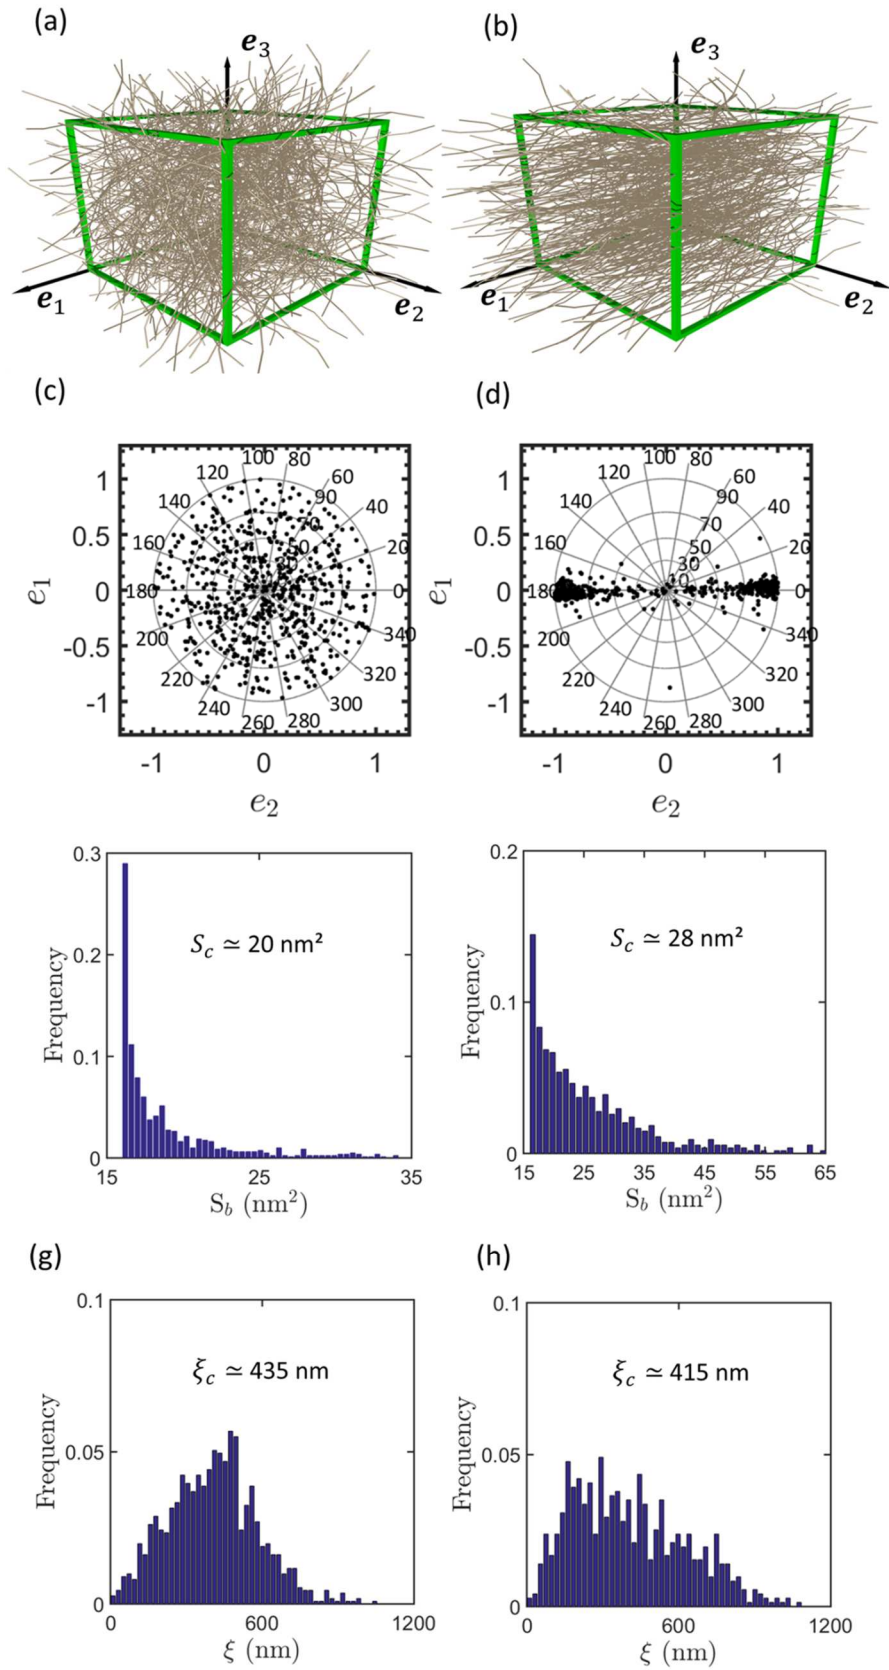 (a)
(b)
e3
e3
e1
e2
e1
e2
(c)
(d)
100 80
120 60
140 90 40
70
160 50 20
30
180 0
200 340
220 320
240 300
260 280
1
0.5
0
-0.5
-1
e1
-1 0 1
e2
100 80
120 60
140 90 40
70
160 50 20
30
10
180 0
200 340
220 320
240 300
260 280
1
0.5
0
-0.5
-1
e1
-1 0 1
e2
0.3
0.2
0.1
0
Frequency
Sc ≃ 20 nm²
15 25 35
Sb (nm²)
0.2
0.1
0
Frequency
Sc ≃ 28 nm²
15 25 35 45 55 65
Sb (nm²)
(g)
(h)
0.1
0.05
0
Frequency
ξc ≃ 435 nm
0 600 1200
ξ (nm)
0.1
0.05
0
Frequency
ξc ≃ 415 nm
0 600 1200
ξ (nm)